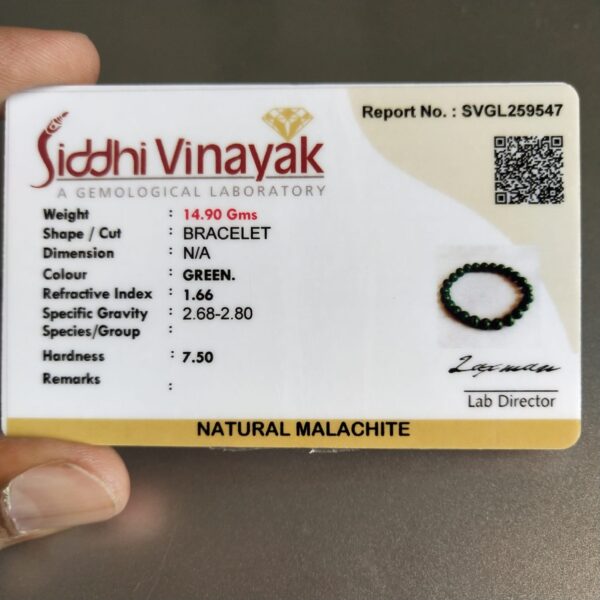 Siddhi Vinayak
A GEMOLOGICAL LABORATORY
Report No. : SVGL259547
Weight : 14.90 Gms
Shape / Cut : BRACELET
Dimension : N/A
Colour : GREEN.
Refractive Index : 1.66
Specific Gravity : 2.68-2.80
Species/Group :
Hardness : 7.50
Remarks :
Laxman
Lab Director
NATURAL MALACHITE